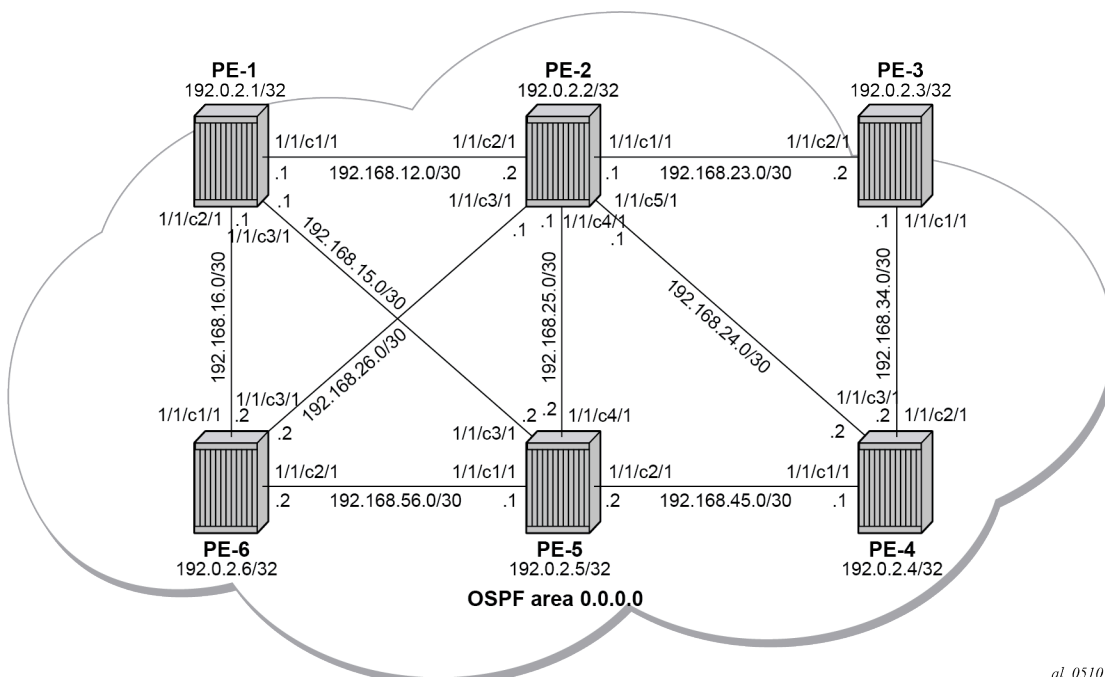 PE-1
192.0.2.1/32
PE-2
192.0.2.2/32
PE-3
192.0.2.3/32
1/1/c1/1
1/1/c2/1
1/1/c1/1
1/1/c2/1
.1
192.168.12.0/30
.2
.1
192.168.23.0/30
.2
.1
1/1/c3/1
1/1/c5/1
1/1/c2/1
.1
1/1/c3/1
.1
.1
1/1/c4/1
.1
.1
1/1/c1/1
192.168.16.0/30
192.168.15.0/30
192.168.26.0/30
192.168.25.0/30
192.168.24.0/30
192.168.34.0/30
1/1/c1/1
.2
1/1/c3/1
.2
1/1/c3/1
.2
.2
1/1/c4/1
1/1/c3/1
.2
.2
1/1/c2/1
1/1/c2/1
1/1/c1/1
1/1/c2/1
1/1/c1/1
.2
192.168.56.0/30
.1
.2
192.168.45.0/30
.1
PE-6
192.0.2.6/32
PE-5
192.0.2.5/32
PE-4
192.0.2.4/32
OSPF area 0.0.0.0
al_0510